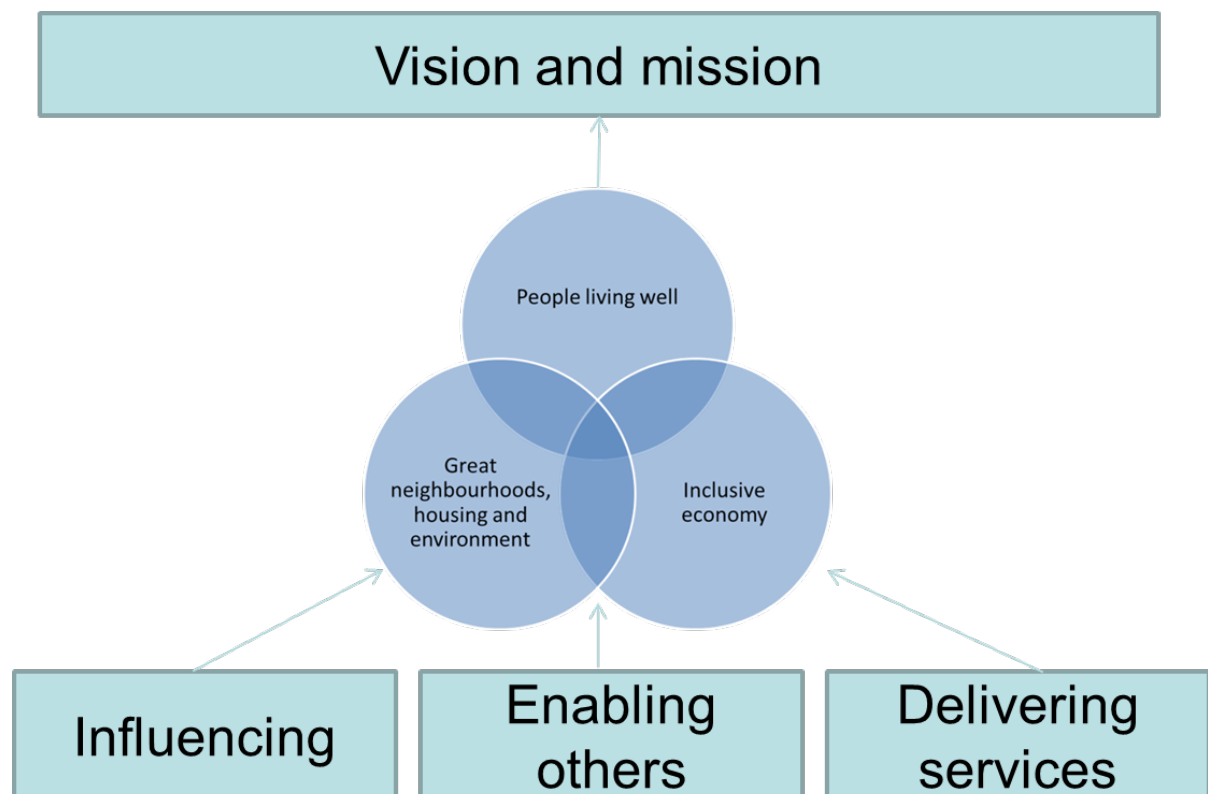 Vision and mission
People living well
Great
neighbourhoods,
housing and
environment
Inclusive
economy
Influencing
Enabling
others
Delivering
services